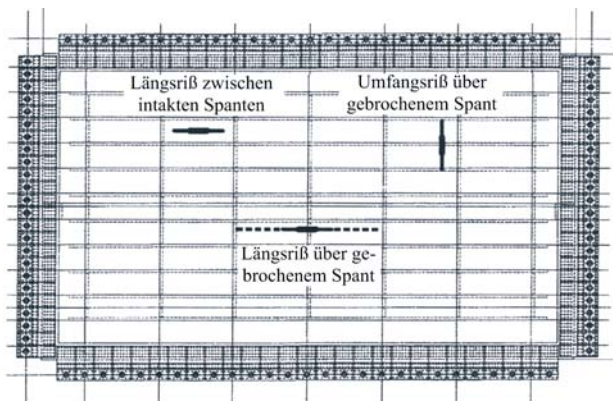 Längsriß zwischen
intakten Spanten
Umfangsriß über
gebrochenem Spant
Längsriß über ge-
brochenem Spant